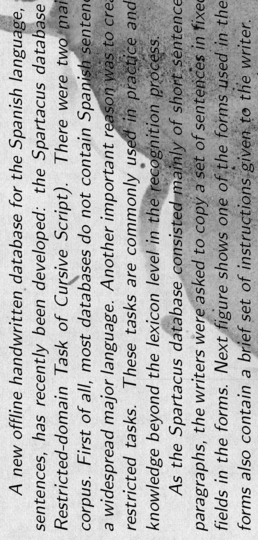 A new offline handwritten database for the Spanish language,
sentences, has recently been developed: the Spartacus database
Restricted-domain Task of Cursive Script). There were two mai
corpus. First of all, most databases do not contain Spanish senten
a widespread major language. Another important reason was to crea
restricted tasks. These tasks are commonly used in practice and
knowledge beyond the lexicon level in the recognition process.
As the Spartacus database consisted mainly of short sentence
paragraphs, the writers were asked to copy a set of sentences in fixed
fields in the forms. Next figure shows one of the forms used in the
forms also contain a brief set of instructions given to the writer.